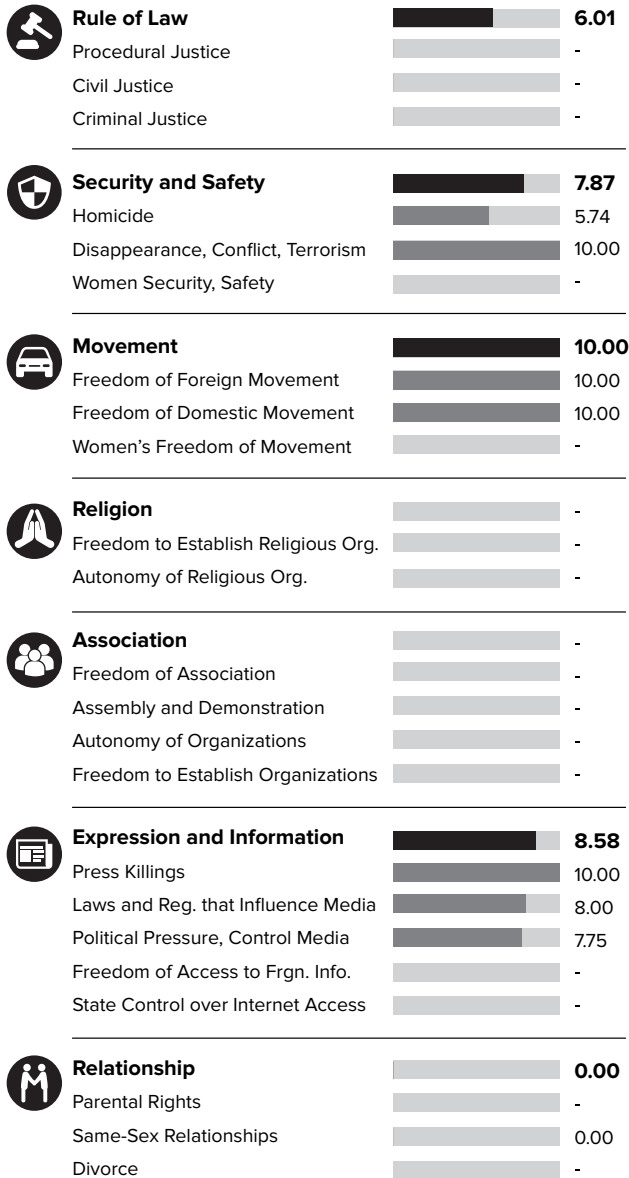 Rule of Law 6.01
Procedural Justice -
Civil Justice -
Criminal Justice -
Security and Safety 7.87
Homicide 5.74
Disappearance, Conflict, Terrorism 10.00
Women Security, Safety -
Movement 10.00
Freedom of Foreign Movement 10.00
Freedom of Domestic Movement 10.00
Women’s Freedom of Movement -
Religion -
Freedom to Establish Religious Org. -
Autonomy of Religious Org. -
Association -
Freedom of Association -
Assembly and Demonstration -
Autonomy of Organizations -
Freedom to Establish Organizations -
Expression and Information 8.58
Press Killings 10.00
Laws and Reg. that Influence Media 8.00
Political Pressure, Control Media 7.75
Freedom of Access to Frgn. Info. -
State Control over Internet Access -
Relationship 0.00
Parental Rights -
Same-Sex Relationships 0.00
Divorce -